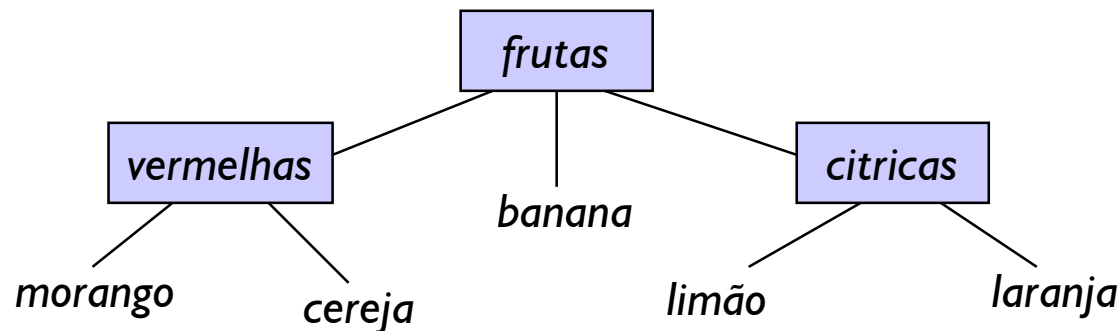 frutas
vermelhas
citricas
banana
morango
cereja
limão
laranja